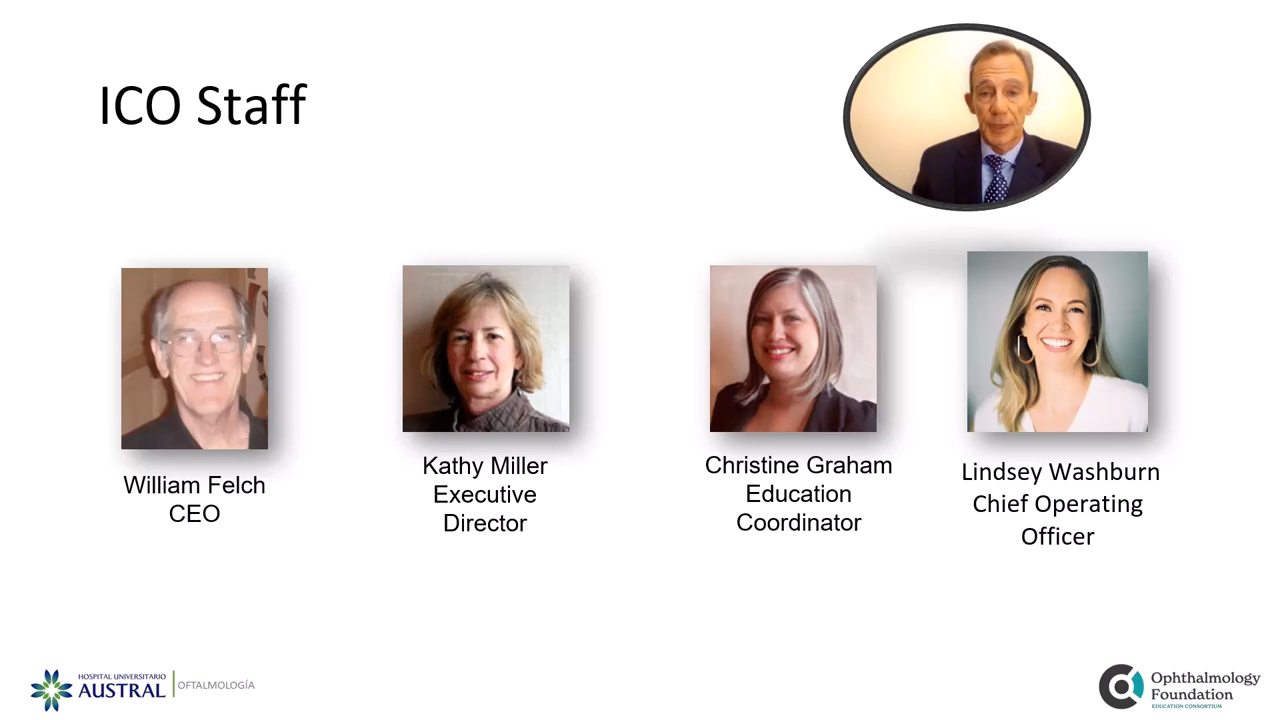 ICO Staff
William Felch
CEO
Kathy Miller
Executive
Director
Christine Graham
Education
Coordinator
Lindsey Washburn
Chief Operating
Officer
HOSPITAL UNIVERSITARIO
AUSTRAL
OFTALMOLOGÍA
Ophthalmology
Foundation
EDUCATION CONSORTIUM